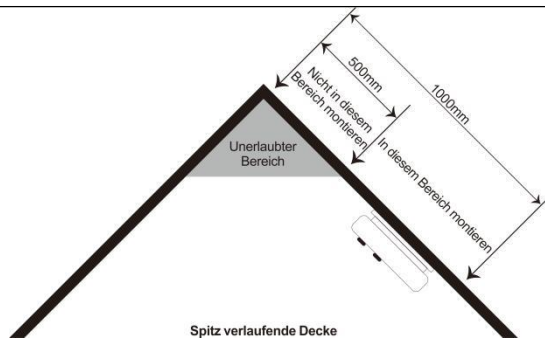 500mm
1000mm
Nicht in diesem
Bereich montieren
In diesem Bereich montieren
Unerlaubter
Bereich
Spitz verlaufende Decke